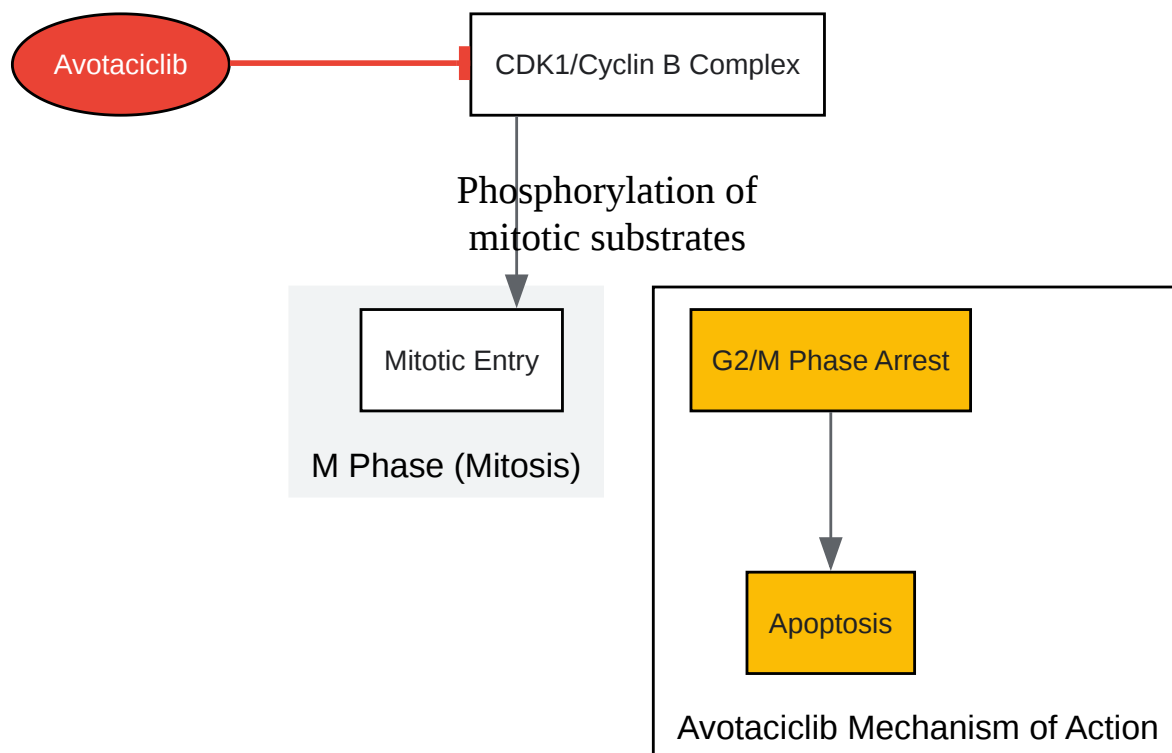 Avotaciclib
CDK1/Cyclin B Complex
Phosphorylation of
mitotic substrates
Mitotic Entry
M Phase (Mitosis)
G2/M Phase Arrest
Apoptosis
Avotaciclib Mechanism of Action